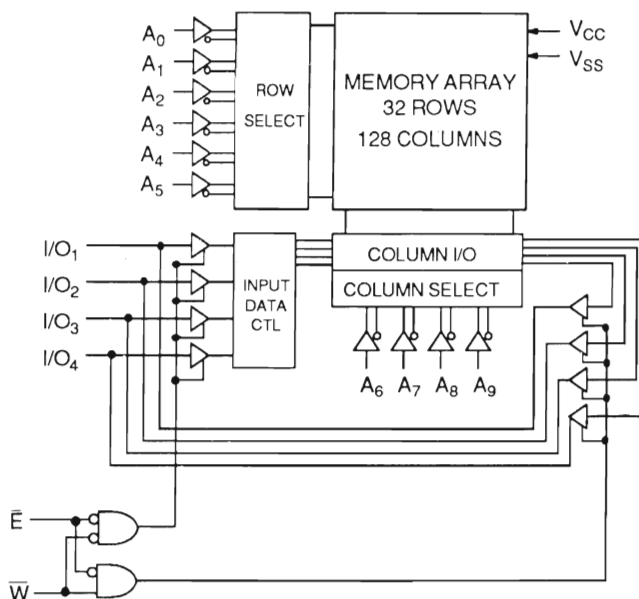 A0
A1
A2
A3
A4
A5
ROW
SELECT
MEMORY ARRAY
32 ROWS
128 COLUMNS
VCC
VSS
I/O1
I/O2
I/O3
I/O4
INPUT
DATA
CTL
COLUMN I/O
COLUMN SELECT
A6
A7
A8
A9
E̅
W̅